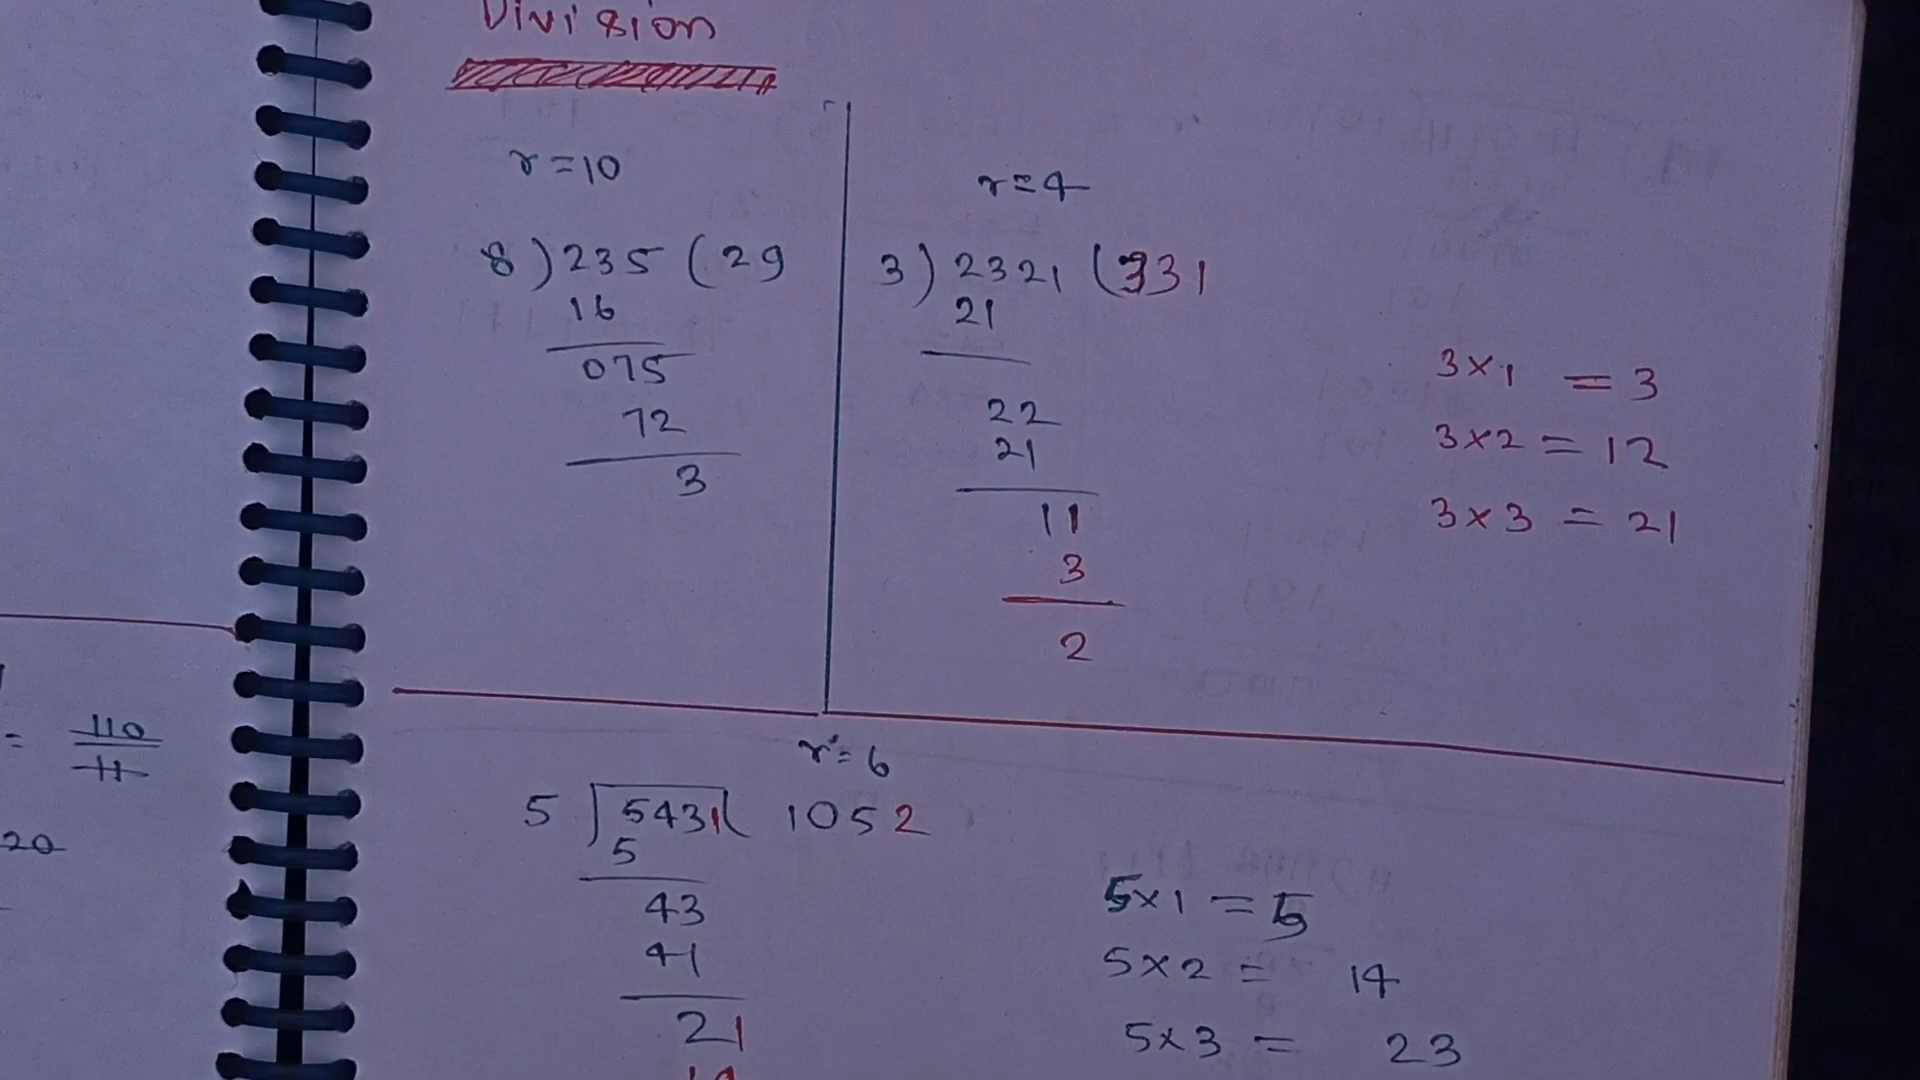 Division
r = 10
8 ) 235 ( 29
16
075
72
3
r = 4
3 ) 2321 ( 331
21
22
21
11
3
2
3 x 1 = 3
3 x 2 = 12
3 x 3 = 21
r = 6
5 ) 5431 ( 1052
5
43
41
21
5 x 1 = 5
5 x 2 = 14
5 x 3 = 23
= 110
11
20